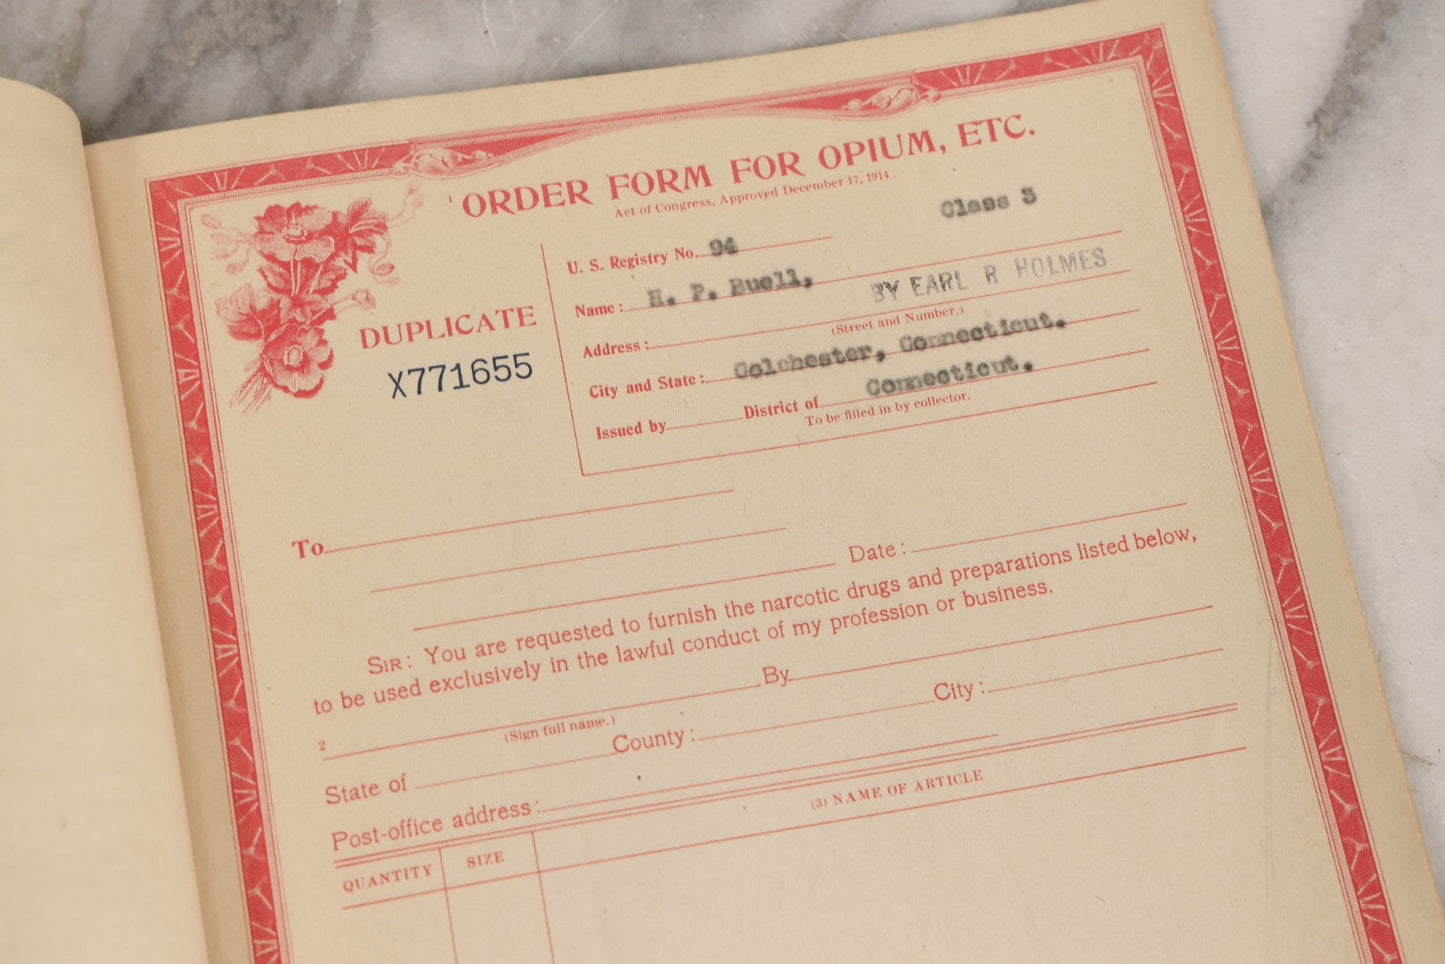 ORDER FORM FOR OPIUM, ETC.
Act of Congress, Approved December 17, 1914.
Class 3
U. S. Registry No. 94
Name: H. P. Buell,
BY EARL R HOLMES
Address:
(Street and Number.)
City and State: Colchester, Connecticut.
Issued by District of Connecticut.
To be filled in by collector.
DUPLICATE
X771655
To
Date:
SIR: You are requested to furnish the narcotic drugs and preparations listed below,
to be used exclusively in the lawful conduct of my profession or business.
2 By
(Sign full name.)
State of County: City:
Post-office address:
QUANTITY SIZE (3) NAME OF ARTICLE